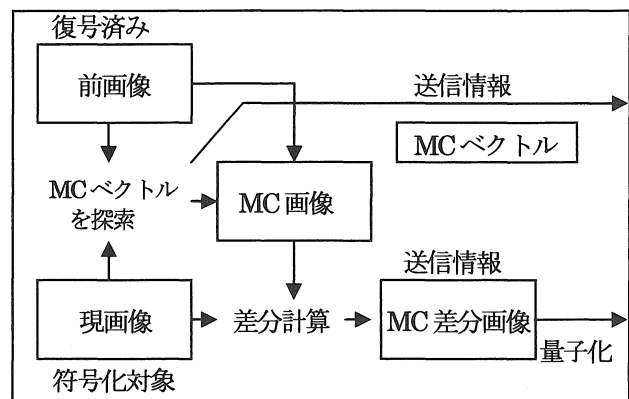 復号済み
前画像
送信情報
MCベクトル
MCベクトル
を探索
MC画像
送信情報
現画像
差分計算
MC差分画像
量子化
符号化対象